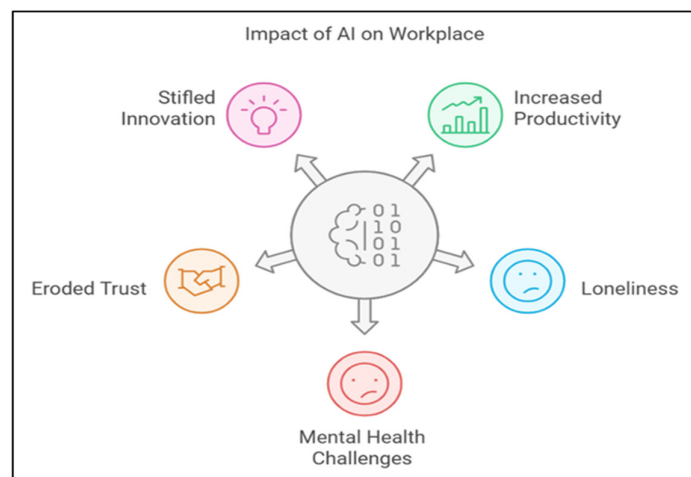 Impact of AI on Workplace
Stifled
Innovation
Increased
Productivity
01
10
01
01
Eroded Trust
Loneliness
Mental Health
Challenges